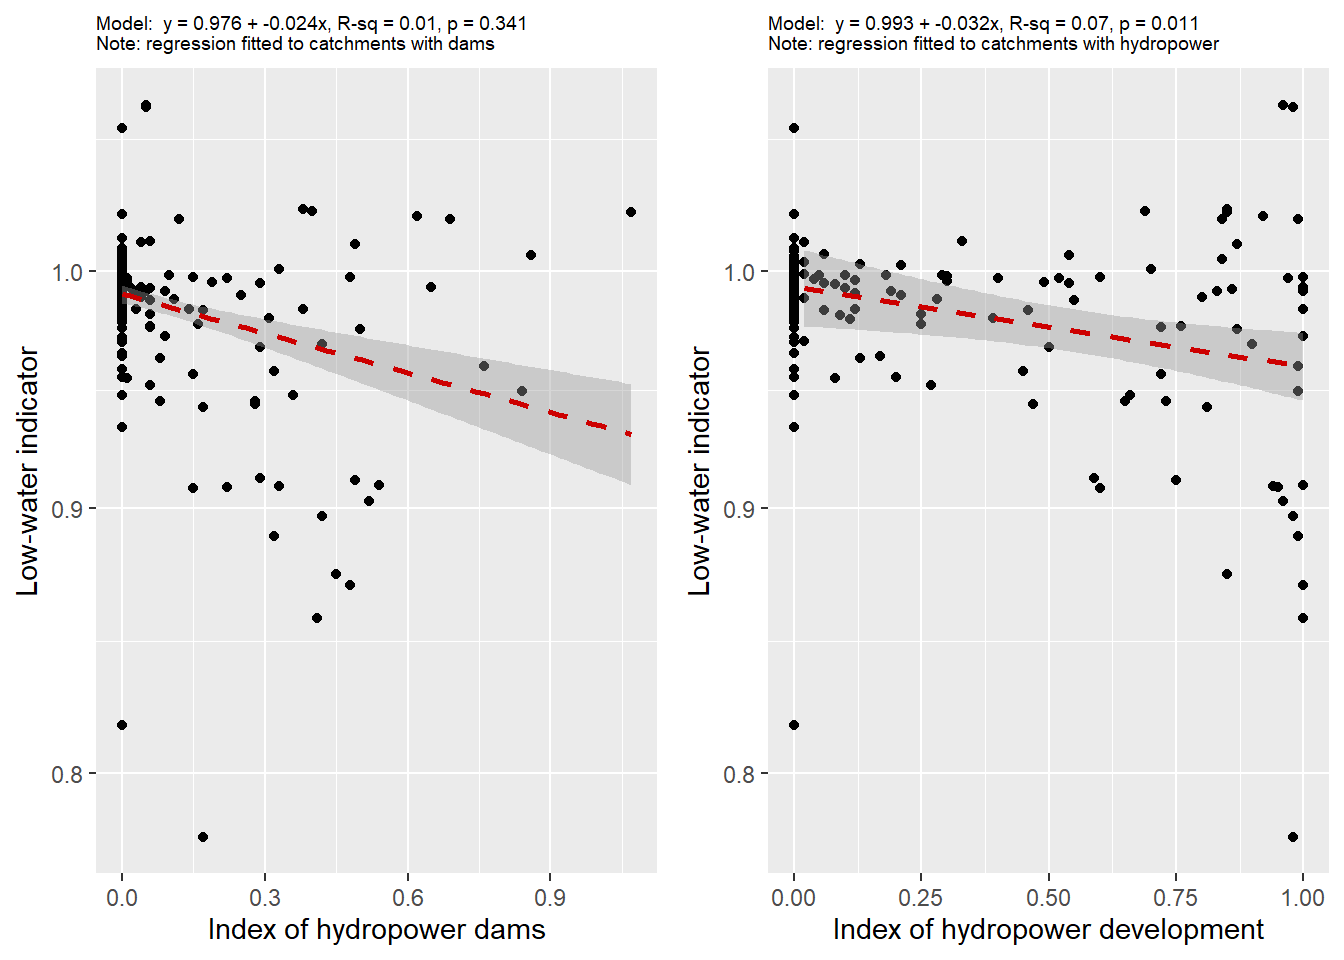 Model:  y = 0.976 + -0.024x, R-sq = 0.01, p = 0.341
Note: regression fitted to catchments with dams
Low-water indicator
1.0
0.9
0.8
0.0 0.3 0.6 0.9
Index of hydropower dams
Model:  y = 0.993 + -0.032x, R-sq = 0.07, p = 0.011
Note: regression fitted to catchments with hydropower
Low-water indicator
1.0
0.9
0.8
0.00 0.25 0.50 0.75 1.00
Index of hydropower development